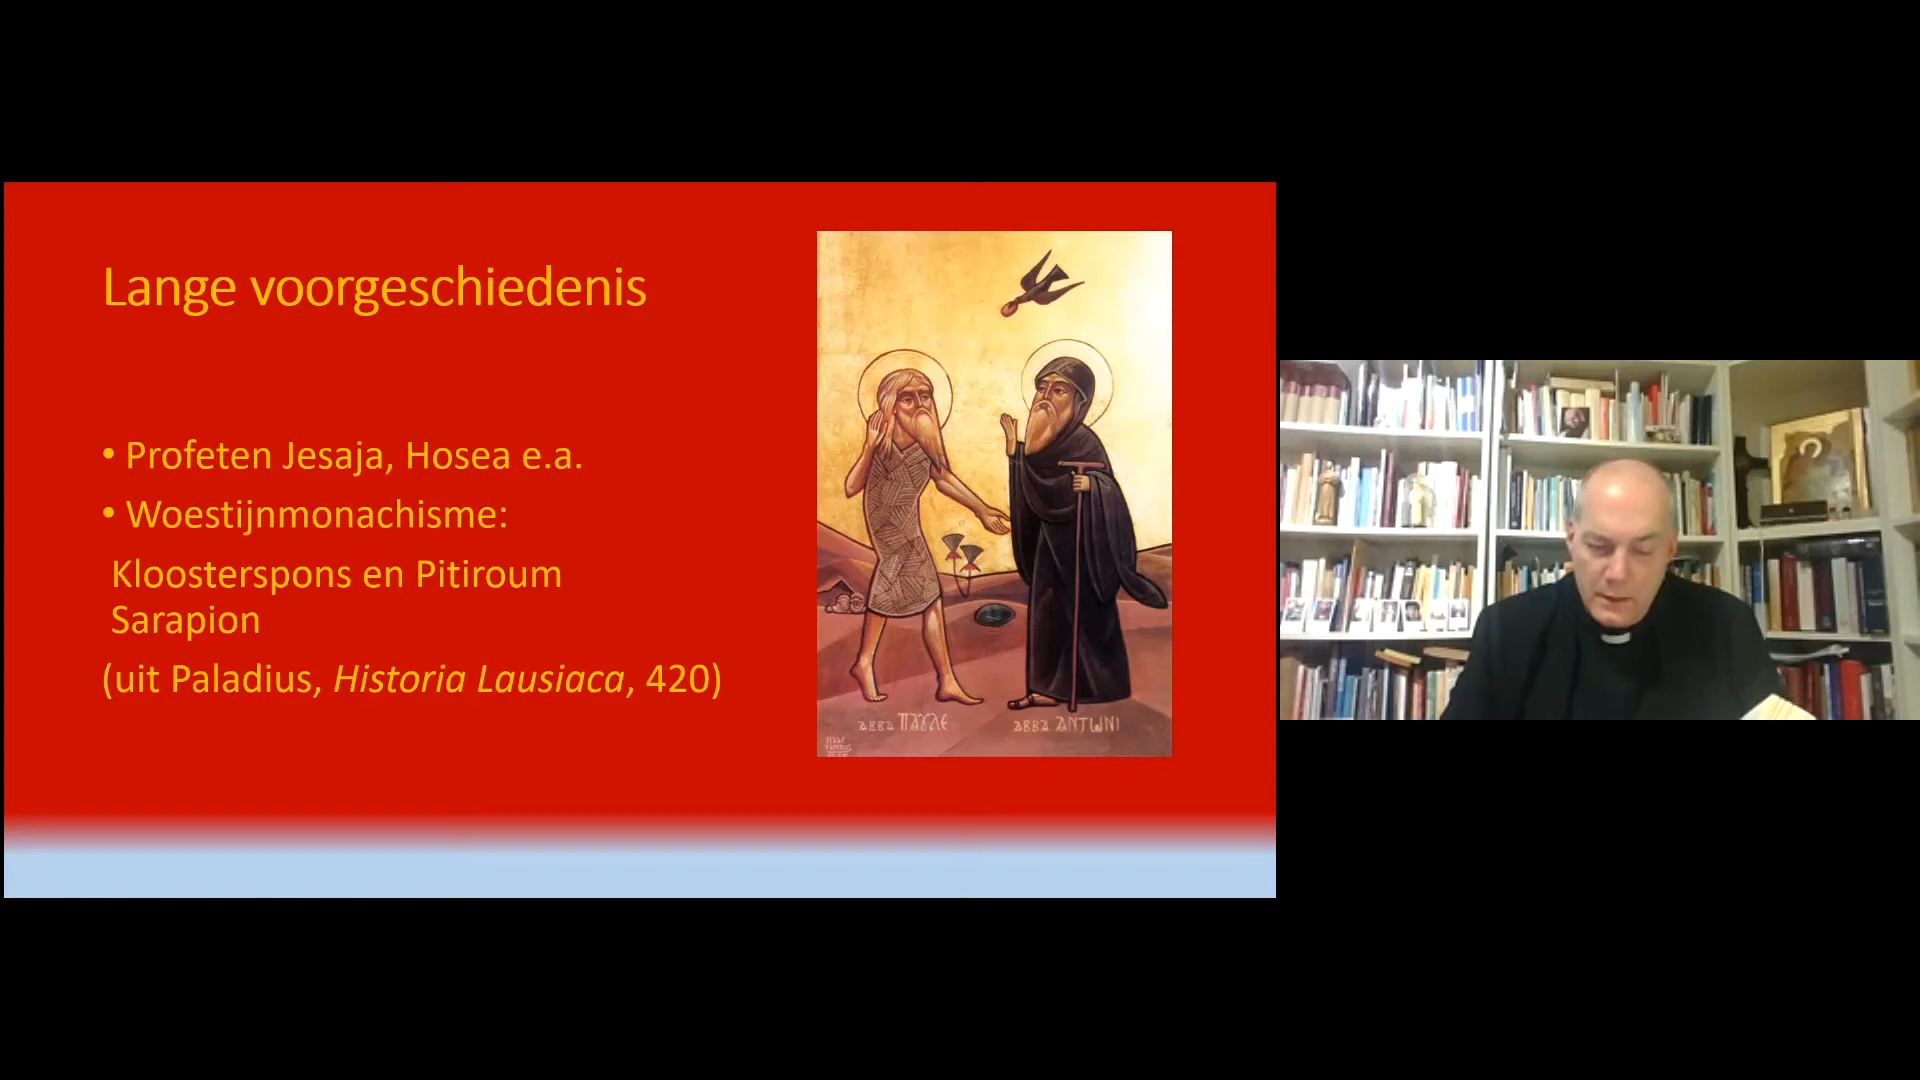 Lange voorgeschiedenis
• Profeten Jesaja, Hosea e.a.
• Woestijnmonachisme:
Kloosterspons en Pitiroum
Sarapion
(uit Paladius, Historia Lausiaca, 420)
ⲁⲃⲃⲁ ⲠⲀⲨⲖⲈ ⲁⲃⲃⲁ ⲀⲚⲦⲰⲚⲒ